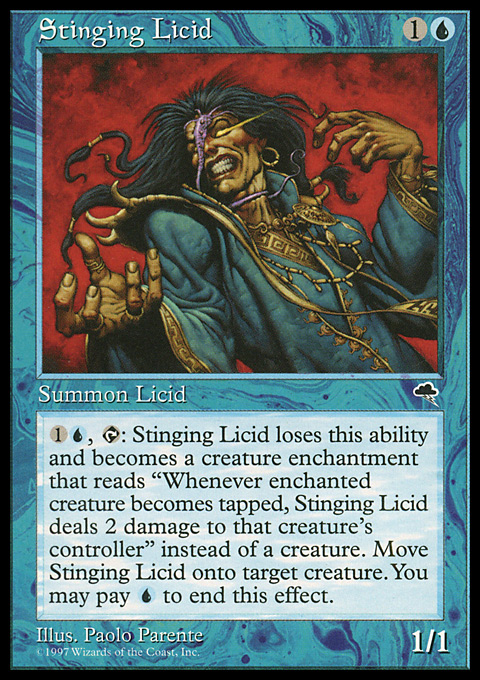 Stinging Licid 1
Summon Licid
1, : Stinging Licid loses this ability
and becomes a creature enchantment
that reads “Whenever enchanted
creature becomes tapped, Stinging Licid
deals 2 damage to that creature’s
controller” instead of a creature. Move
Stinging Licid onto target creature. You
may pay to end this effect.
Illus. Paolo Parente
©1997 Wizards of the Coast, Inc.
1/1